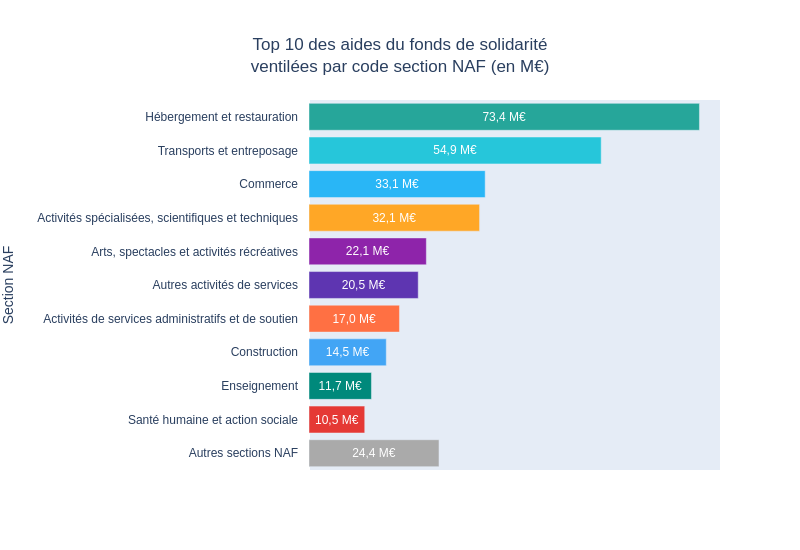 Top 10 des aides du fonds de solidarité
ventilées par code section NAF (en M€)
Section NAF
Hébergement et restauration 73,4 M€
Transports et entreposage 54,9 M€
Commerce 33,1 M€
Activités spécialisées, scientifiques et techniques 32,1 M€
Arts, spectacles et activités récréatives 22,1 M€
Autres activités de services 20,5 M€
Activités de services administratifs et de soutien 17,0 M€
Construction 14,5 M€
Enseignement 11,7 M€
Santé humaine et action sociale 10,5 M€
Autres sections NAF 24,4 M€